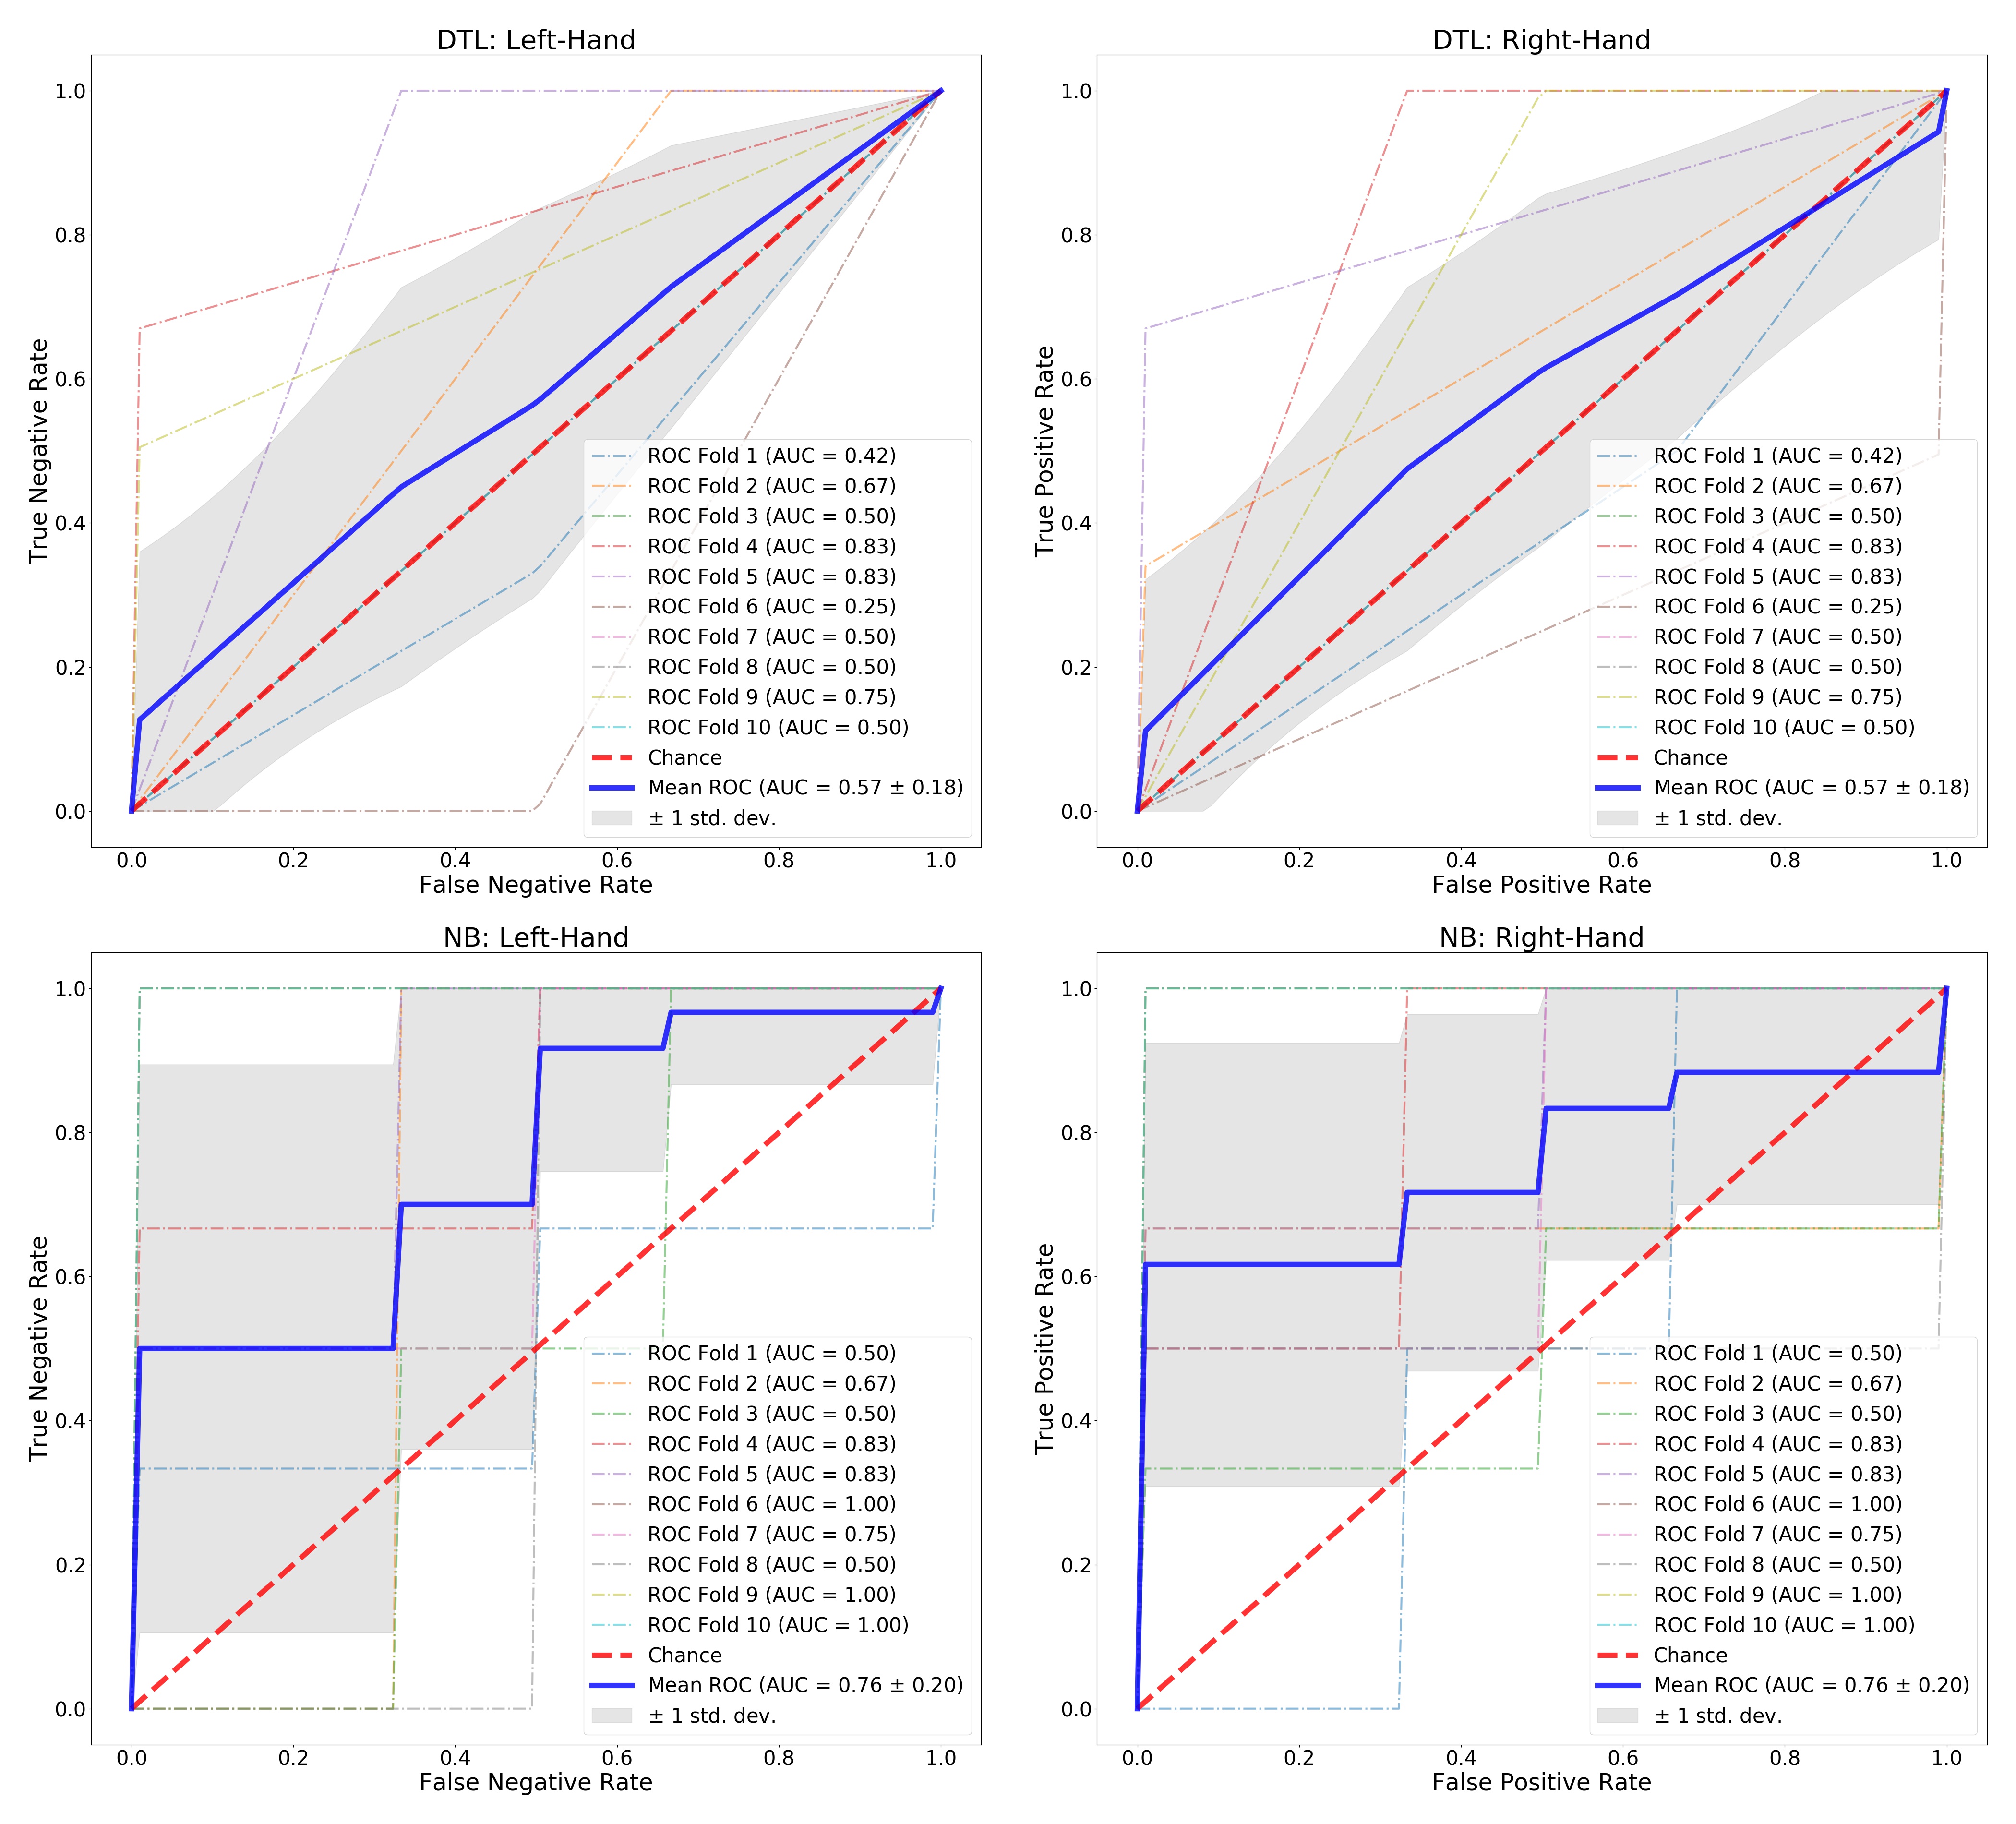 DTL: Left-Hand
True Negative Rate
1.0
0.8
0.6
0.4
0.2
0.0
ROC Fold 1 (AUC = 0.42)
ROC Fold 2 (AUC = 0.67)
ROC Fold 3 (AUC = 0.50)
ROC Fold 4 (AUC = 0.83)
ROC Fold 5 (AUC = 0.83)
ROC Fold 6 (AUC = 0.25)
ROC Fold 7 (AUC = 0.50)
ROC Fold 8 (AUC = 0.50)
ROC Fold 9 (AUC = 0.75)
ROC Fold 10 (AUC = 0.50)
Chance
Mean ROC (AUC = 0.57 ± 0.18)
± 1 std. dev.
0.0 0.2 0.4 0.6 0.8 1.0
False Negative Rate
DTL: Right-Hand
True Positive Rate
1.0
0.8
0.6
0.4
0.2
0.0
ROC Fold 1 (AUC = 0.42)
ROC Fold 2 (AUC = 0.67)
ROC Fold 3 (AUC = 0.50)
ROC Fold 4 (AUC = 0.83)
ROC Fold 5 (AUC = 0.83)
ROC Fold 6 (AUC = 0.25)
ROC Fold 7 (AUC = 0.50)
ROC Fold 8 (AUC = 0.50)
ROC Fold 9 (AUC = 0.75)
ROC Fold 10 (AUC = 0.50)
Chance
Mean ROC (AUC = 0.57 ± 0.18)
± 1 std. dev.
0.0 0.2 0.4 0.6 0.8 1.0
False Positive Rate
NB: Left-Hand
True Negative Rate
1.0
0.8
0.6
0.4
0.2
0.0
ROC Fold 1 (AUC = 0.50)
ROC Fold 2 (AUC = 0.67)
ROC Fold 3 (AUC = 0.50)
ROC Fold 4 (AUC = 0.83)
ROC Fold 5 (AUC = 0.83)
ROC Fold 6 (AUC = 1.00)
ROC Fold 7 (AUC = 0.75)
ROC Fold 8 (AUC = 0.50)
ROC Fold 9 (AUC = 1.00)
ROC Fold 10 (AUC = 1.00)
Chance
Mean ROC (AUC = 0.76 ± 0.20)
± 1 std. dev.
0.0 0.2 0.4 0.6 0.8 1.0
False Negative Rate
NB: Right-Hand
True Positive Rate
1.0
0.8
0.6
0.4
0.2
0.0
ROC Fold 1 (AUC = 0.50)
ROC Fold 2 (AUC = 0.67)
ROC Fold 3 (AUC = 0.50)
ROC Fold 4 (AUC = 0.83)
ROC Fold 5 (AUC = 0.83)
ROC Fold 6 (AUC = 1.00)
ROC Fold 7 (AUC = 0.75)
ROC Fold 8 (AUC = 0.50)
ROC Fold 9 (AUC = 1.00)
ROC Fold 10 (AUC = 1.00)
Chance
Mean ROC (AUC = 0.76 ± 0.20)
± 1 std. dev.
0.0 0.2 0.4 0.6 0.8 1.0
False Positive Rate